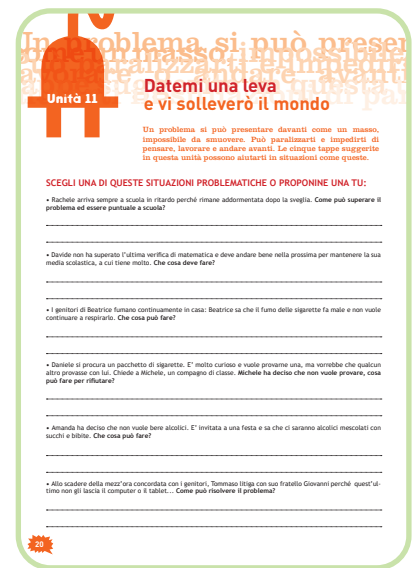 Un problema si può presen
Unità 11
Datemi una leva
e vi solleverò il mondo
Un problema si può presentare davanti come un masso,
impossibile da smuovere. Può paralizzarti e impedirti di
pensare, lavorare e andare avanti. Le cinque tappe suggerite
in questa unità possono aiutarti in situazioni come queste.
SCEGLI UNA DI QUESTE SITUAZIONI PROBLEMATICHE O PROPONINE UNA TU:
• Rachele arriva sempre a scuola in ritardo perché rimane addormentata dopo la sveglia. Come può superare il
problema ed essere puntuale a scuola?
• Davide non ha superato l'ultima verifica di matematica e deve andare bene nella prossima per mantenere la sua
media scolastica, a cui tiene molto. Che cosa deve fare?
• I genitori di Beatrice fumano continuamente in casa: Beatrice sa che il fumo delle sigarette fa male e non vuole
continuare a respirarlo. Che cosa può fare?
• Daniele si procura un pacchetto di sigarette. E' molto curioso e vuole provarne una, ma vorrebbe che qualcun
altro provasse con lui. Chiede a Michele, un compagno di classe. Michele ha deciso che non vuole provare, cosa
può fare per rifiutare?
• Amanda ha deciso che non vuole bere alcolici. E' invitata a una festa e sa che ci saranno alcolici mescolati con
succhi e bibite. Che cosa può fare?
• Allo scadere della mezz'ora concordata con i genitori, Tommaso litiga con suo fratello Giovanni perché quest'ul-
timo non gli lascia il computer o il tablet... Come può risolvere il problema?
20